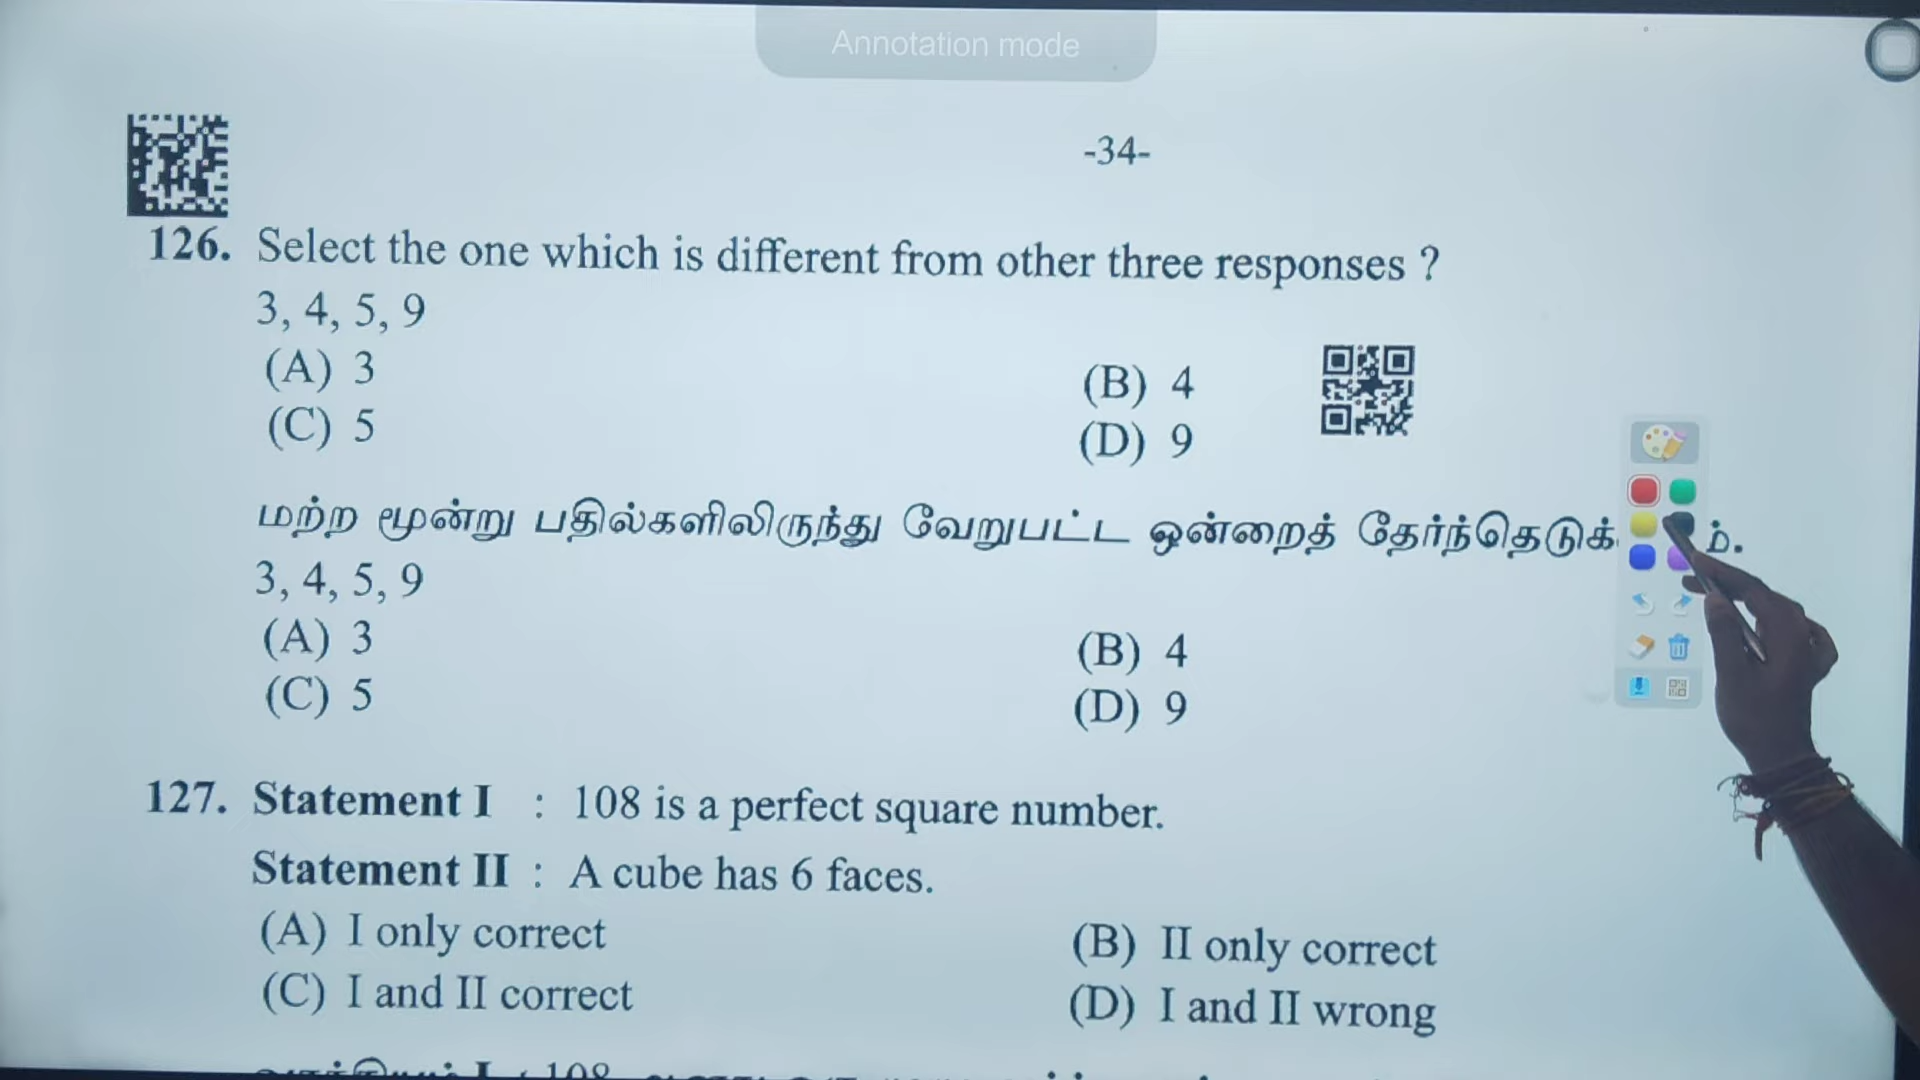 Annotation mode
-34-
126. Select the one which is different from other three responses ?
3, 4, 5, 9
(A) 3 (B) 4
(C) 5 (D) 9
மற்ற மூன்று பதில்களிலிருந்து வேறுபட்ட ஒன்றைத்
3, 4, 5, 9
(A) 3 (B) 4
(C) 5 (D) 9
127. Statement I : 108 is a perfect square number.
Statement II : A cube has 6 faces.
(A) I only correct (B) II only correct
(C) I and II correct (D) I and II wrong